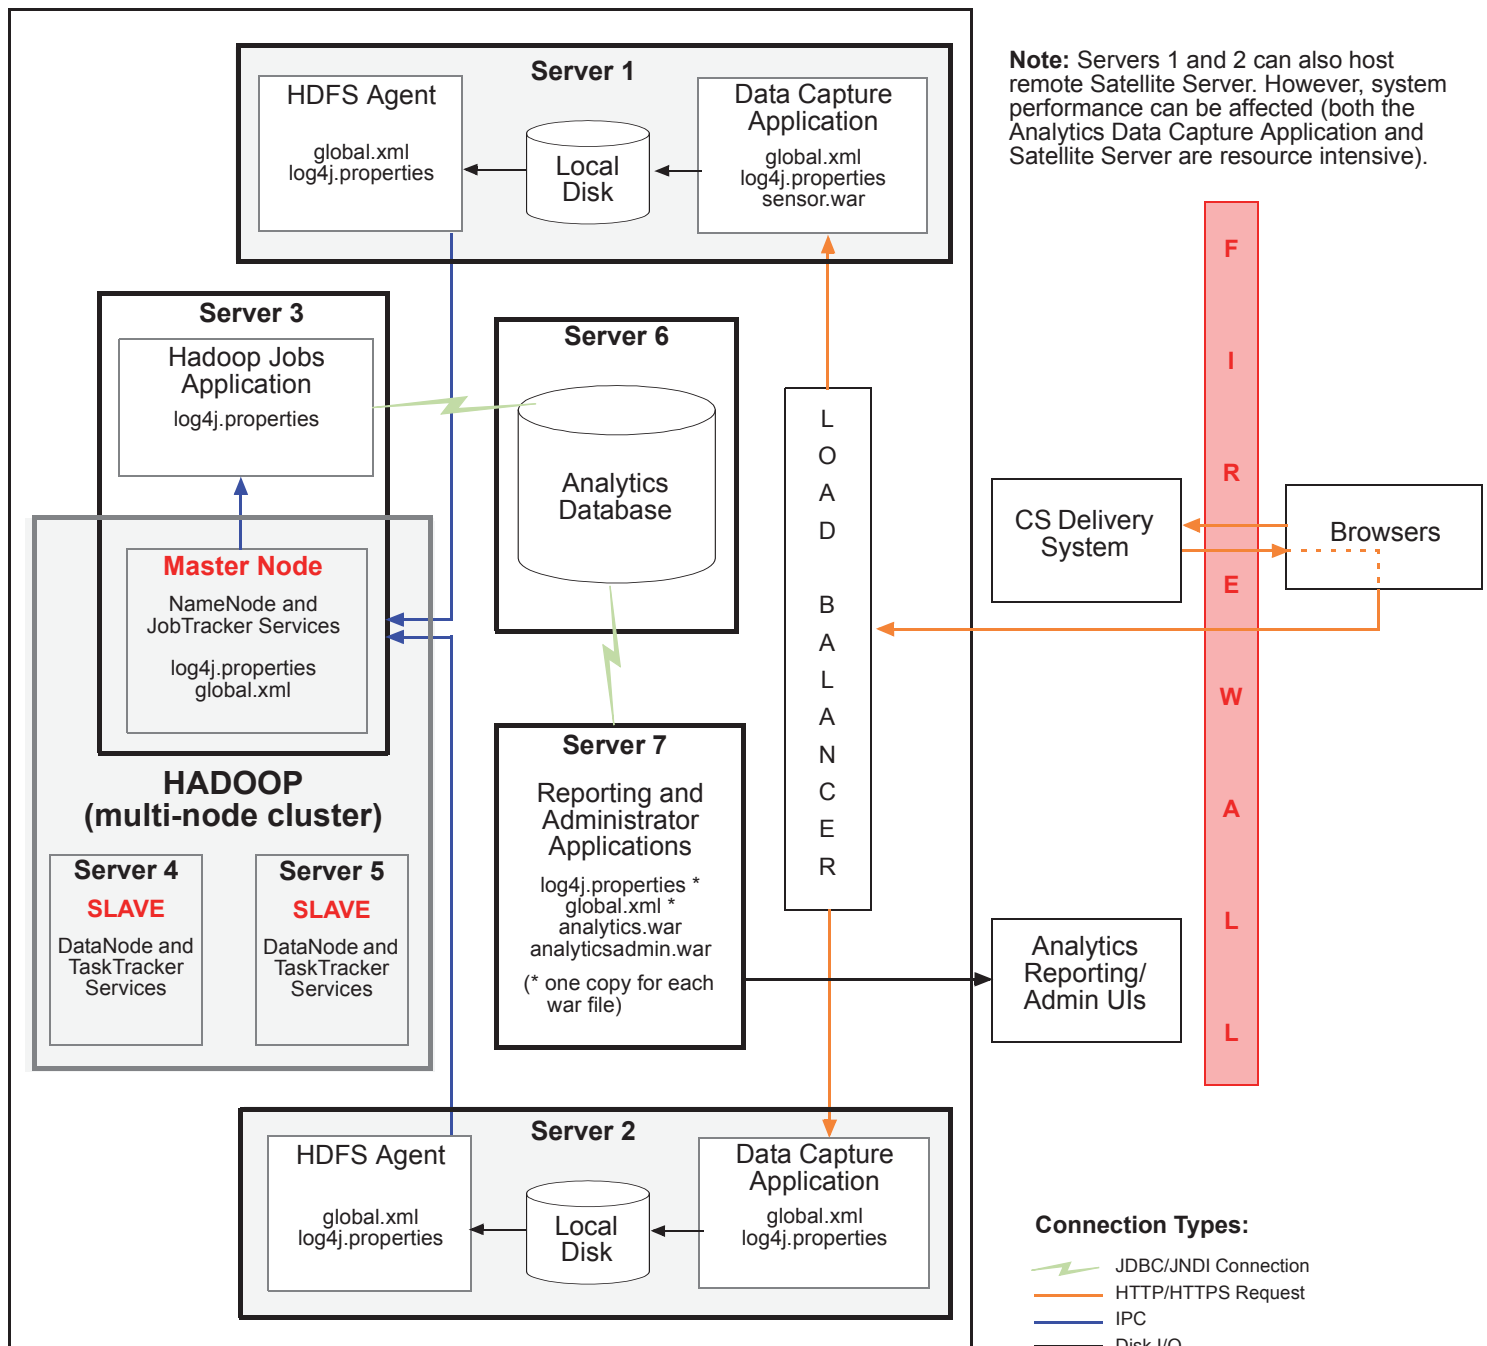 Server 1
HDFS Agent
global.xml
log4j.properties
Local
Disk
Data Capture
Application
global.xml
log4j.properties
sensor.war
Note: Servers 1 and 2 can also host
remote Satellite Server. However, system
performance can be affected (both the
Analytics Data Capture Application and
Satellite Server are resource intensive).
Server 3
Hadoop Jobs
Application
log4j.properties
Master Node
NameNode and
JobTracker Services
log4j.properties
global.xml
HADOOP
(multi-node cluster)
Server 4
SLAVE
DataNode and
TaskTracker
Services
Server 5
SLAVE
DataNode and
TaskTracker
Services
Server 6
Analytics
Database
Server 7
Reporting and
Administrator
Applications
log4j.properties *
global.xml *
analytics.war
analyticsadmin.war
(* one copy for each
war file)
LOAD BALANCER
CS Delivery
System
FIREWALL
Browsers
Analytics
Reporting/
Admin UIs
Server 2
HDFS Agent
global.xml
log4j.properties
Local
Disk
Data Capture
Application
global.xml
log4j.properties
Connection Types:
JDBC/JNDI Connection
HTTP/HTTPS Request
IPC
Disk I/O